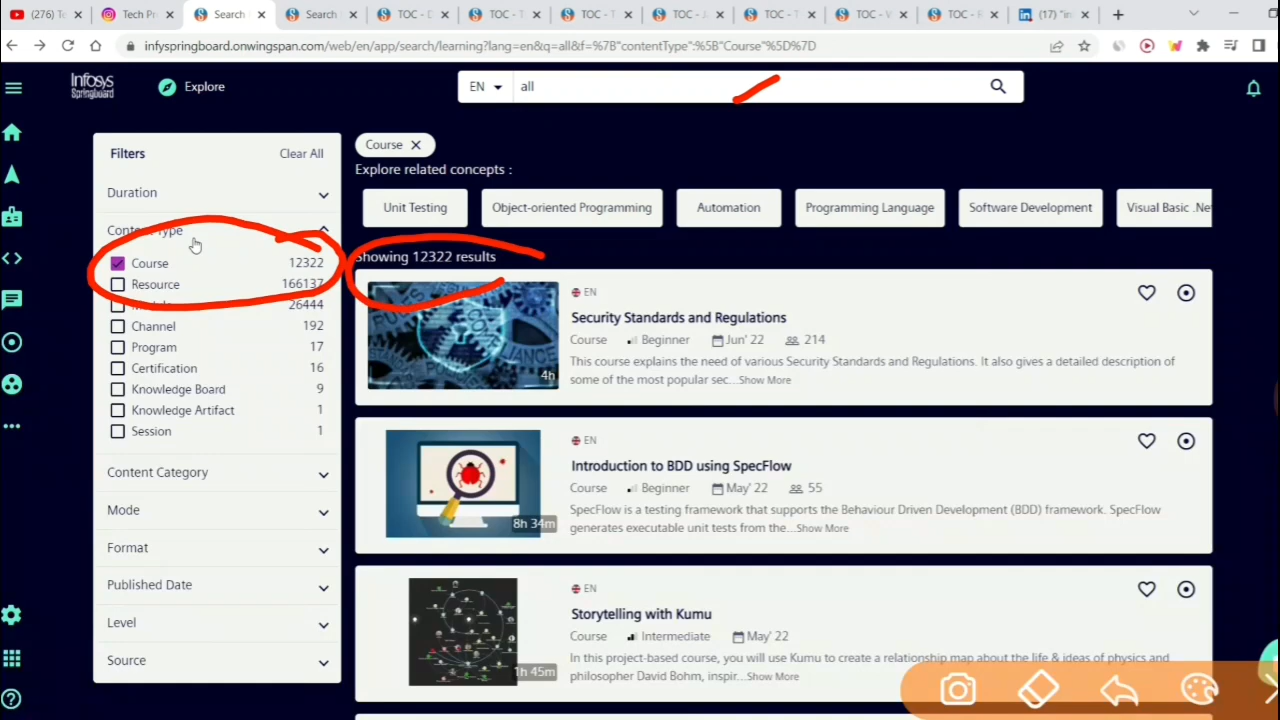 (276) T
Tech Pr
Search
Search
TOC - D
TOC - T
TOC - T
TOC - J
TOC - T
TOC - V
TOC -
(17) "in
infyspringboard.onwingspan.com/web/en/app/search/learning?lang=en&q=all&f=%7B"contentType":%5B"Course"%5D%7D
Infosys
Springboard
Explore
EN
all
Filters
Clear All
Duration
Content Type
Course 12322
Resource 166137
26444
Channel 192
Program 17
Certification 16
Knowledge Board 9
Knowledge Artifact 1
Session 1
Content Category
Mode
Format
Published Date
Level
Source
Course
Explore related concepts :
Unit Testing
Object-oriented Programming
Automation
Programming Language
Software Development
Visual Basic .Ne
Showing 12322 results
4h
EN
Security Standards and Regulations
Course Beginner Jun' 22 214
This course explains the need of various Security Standards and Regulations. It also gives a detailed description of
some of the most popular sec...Show More
8h 34m
EN
Introduction to BDD using SpecFlow
Course Beginner May' 22 55
SpecFlow is a testing framework that supports the Behaviour Driven Development (BDD) framework. SpecFlow
generates executable unit tests from the...Show More
1h 45m
EN
Storytelling with Kumu
Course Intermediate May' 22
In this project-based course, you will use Kumu to create a relationship map about the life & ideas of physics and
philosopher David Bohm, inspir...Show More